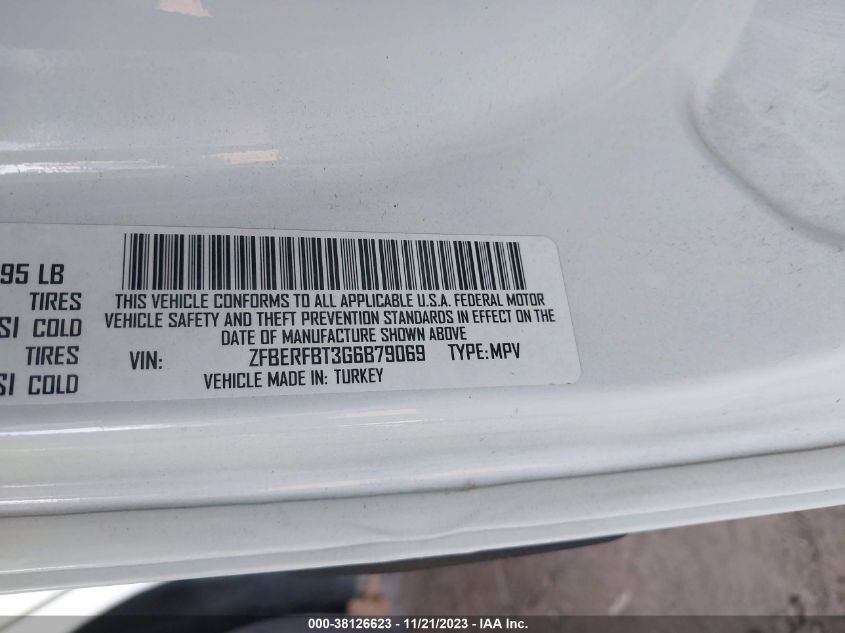 95 LB
TIRES
SI COLD
TIRES
SI COLD
THIS VEHICLE CONFORMS TO ALL APPLICABLE U.S.A. FEDERAL MOTOR
VEHICLE SAFETY AND THEFT PREVENTION STANDARDS IN EFFECT ON THE
DATE OF MANUFACTURE SHOWN ABOVE
VIN: ZFBERFBT3G6B79069 TYPE:MPV
VEHICLE MADE IN: TURKEY
000-38126623 - 11/21/2023 - IAA Inc.